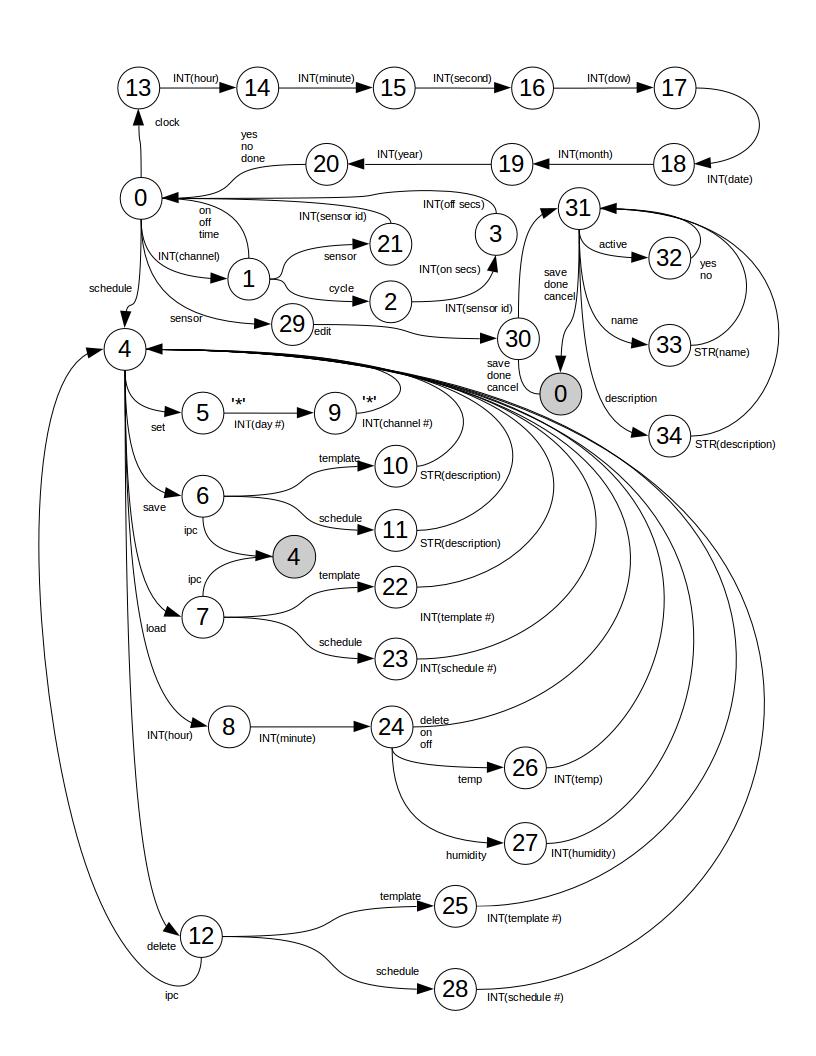 13
INT(hour)
14
INT(minute)
15
INT(second)
16
INT(dow)
17
clock
yes
no
done
20
INT(year)
19
INT(month)
18
INT(date)
0
on
off
time
INT(sensor id)
INT(off secs)
31
INT(channel)
1
sensor
21
3
active
32
yes
no
schedule
cycle
2
INT(on secs)
save
done
cancel
sensor
29
edit
INT(sensor id)
30
name
33
STR(name)
4
save
done
cancel
0
description
34
STR(description)
set
5
'*'
INT(day #)
9
'*'
INT(channel #)
save
6
template
10
STR(description)
ipc
schedule
11
STR(description)
4
ipc
load
7
template
22
INT(template #)
schedule
23
INT(schedule #)
INT(hour)
8
INT(minute)
24
delete
on
off
temp
26
INT(temp)
humidity
27
INT(humidity)
delete
12
template
25
INT(template #)
ipc
schedule
28
INT(schedule #)